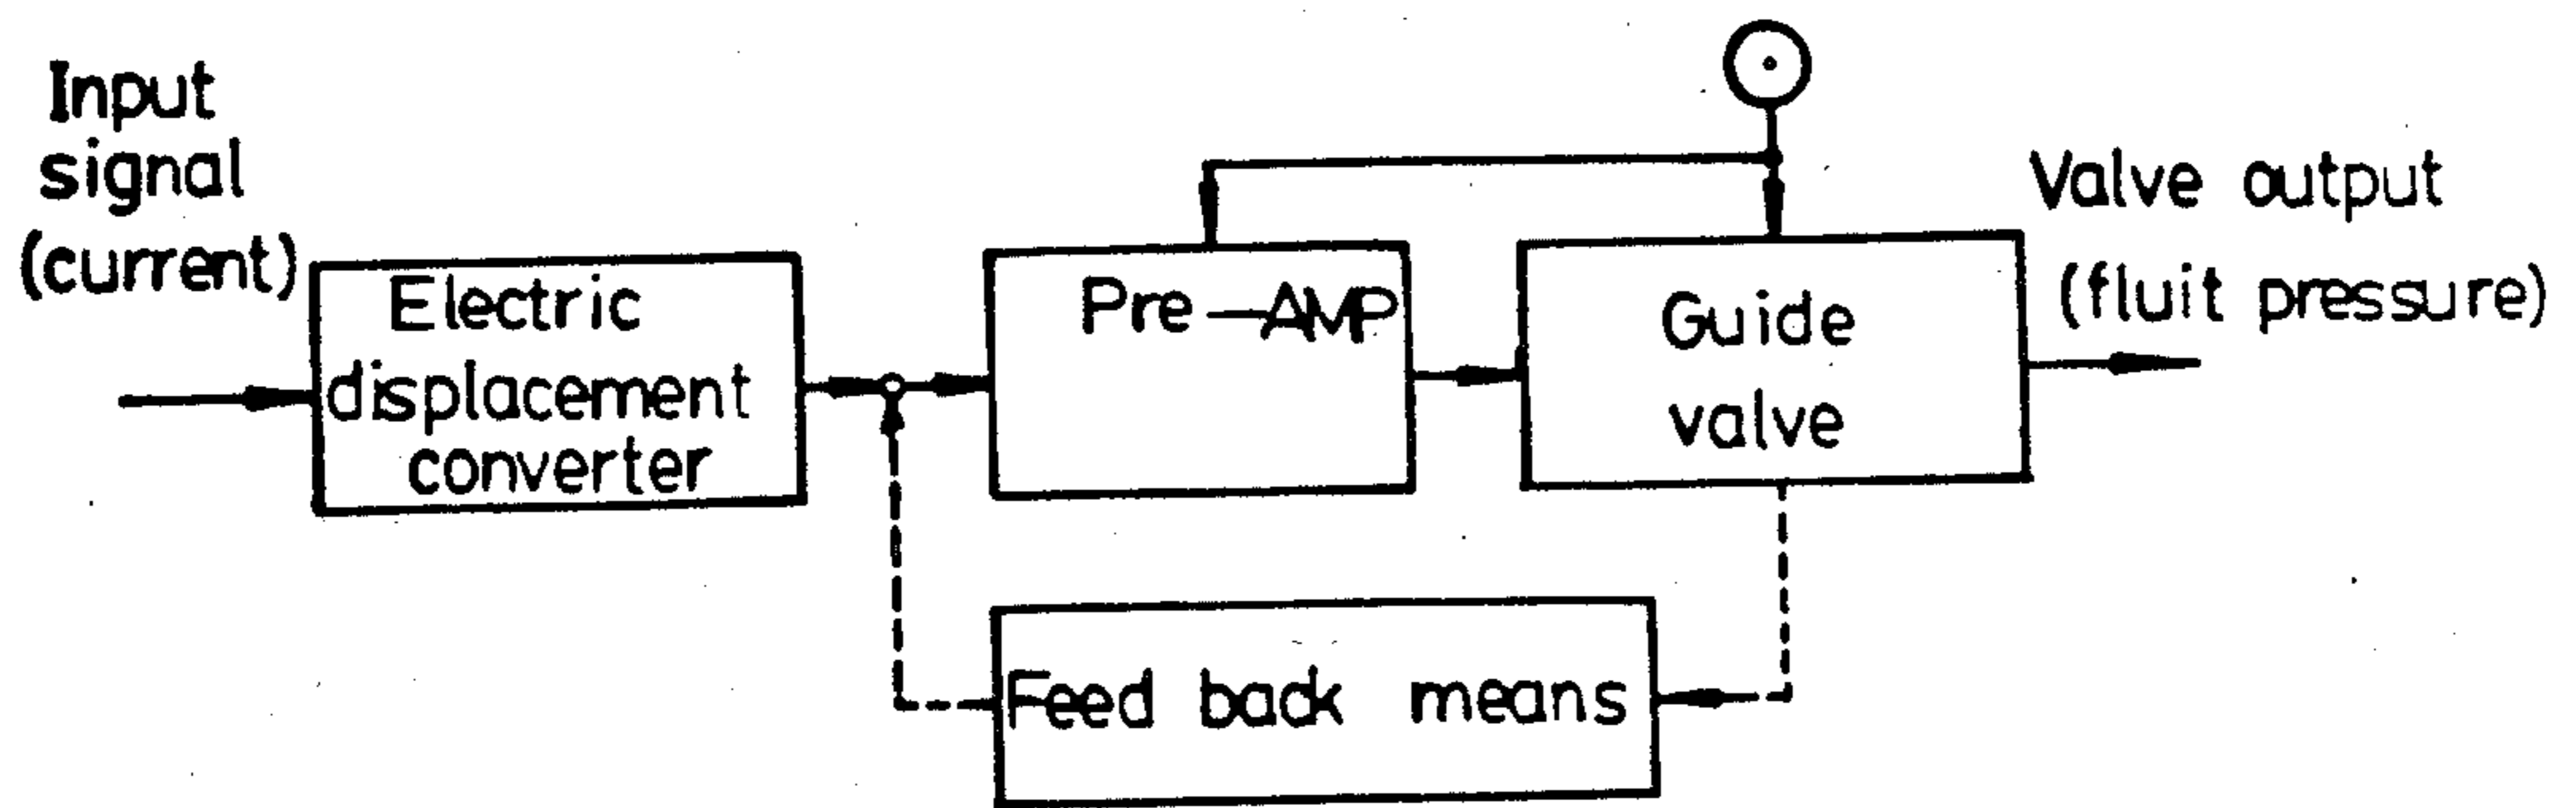 Input
signal
(current)
Electric
displacement
converter
Pre-AMP
Guide
valve
Valve output
(fluit pressure)
Feed back means